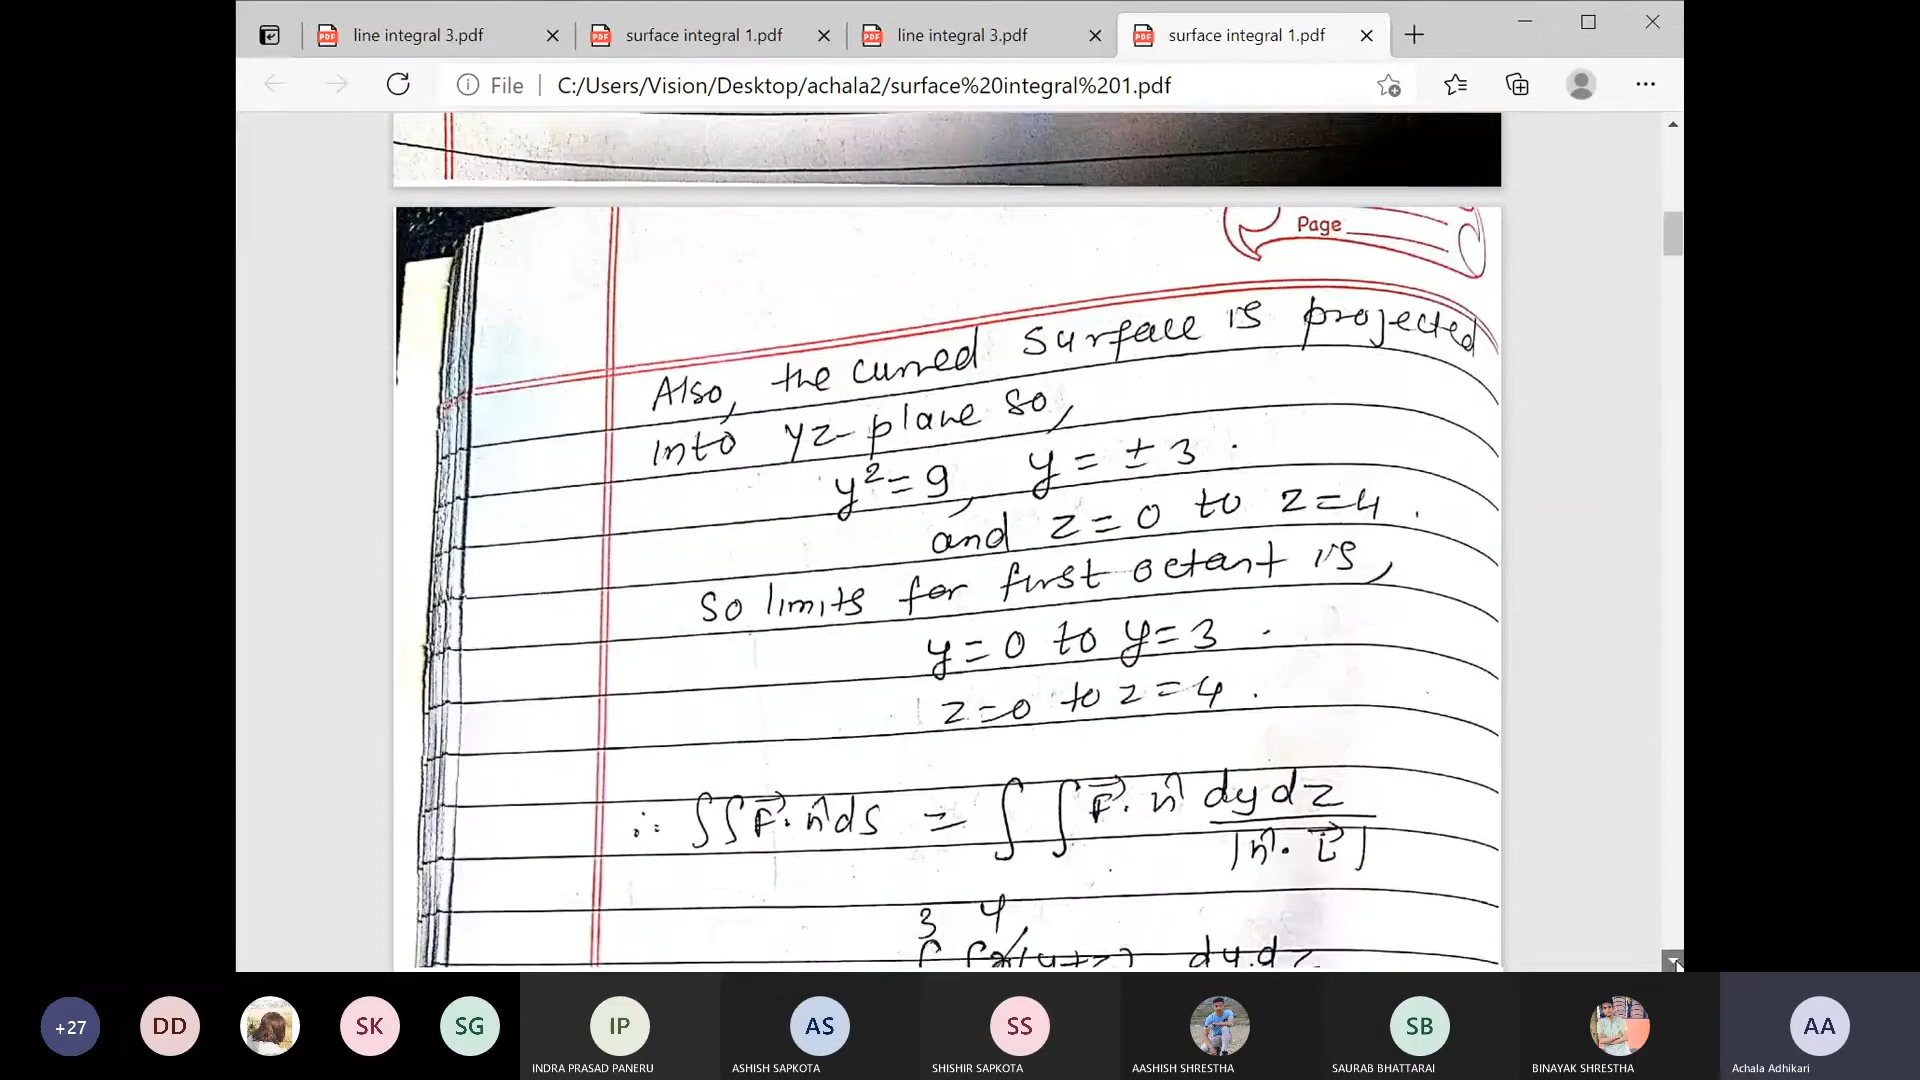 line integral 3.pdf
surface integral 1.pdf
line integral 3.pdf
surface integral 1.pdf
File
C:/Users/Vision/Desktop/achala2/surface%20integral%201.pdf
Page
Also, the curved surface is projected
into yz-plane so,
y² = 9, y = ± 3 .
and z = 0 to z = 4 .
So limits for first octant is,
y = 0 to y = 3 .
z = 0 to z = 4 .
∴ ∫∫ F⃗ . n̂ ds = ∫ ∫ F⃗ . n̂ dy dz / |n̂ . i⃗|
3 4
dy.dz
+27
DD
SK
SG
IP
AS
SS
SB
AA
INDRA PRASAD PANERU
ASHISH SAPKOTA
SHISHIR SAPKOTA
AASHISH SHRESTHA
SAURAB BHATTARAI
BINAYAK SHRESTHA
Achala Adhikari